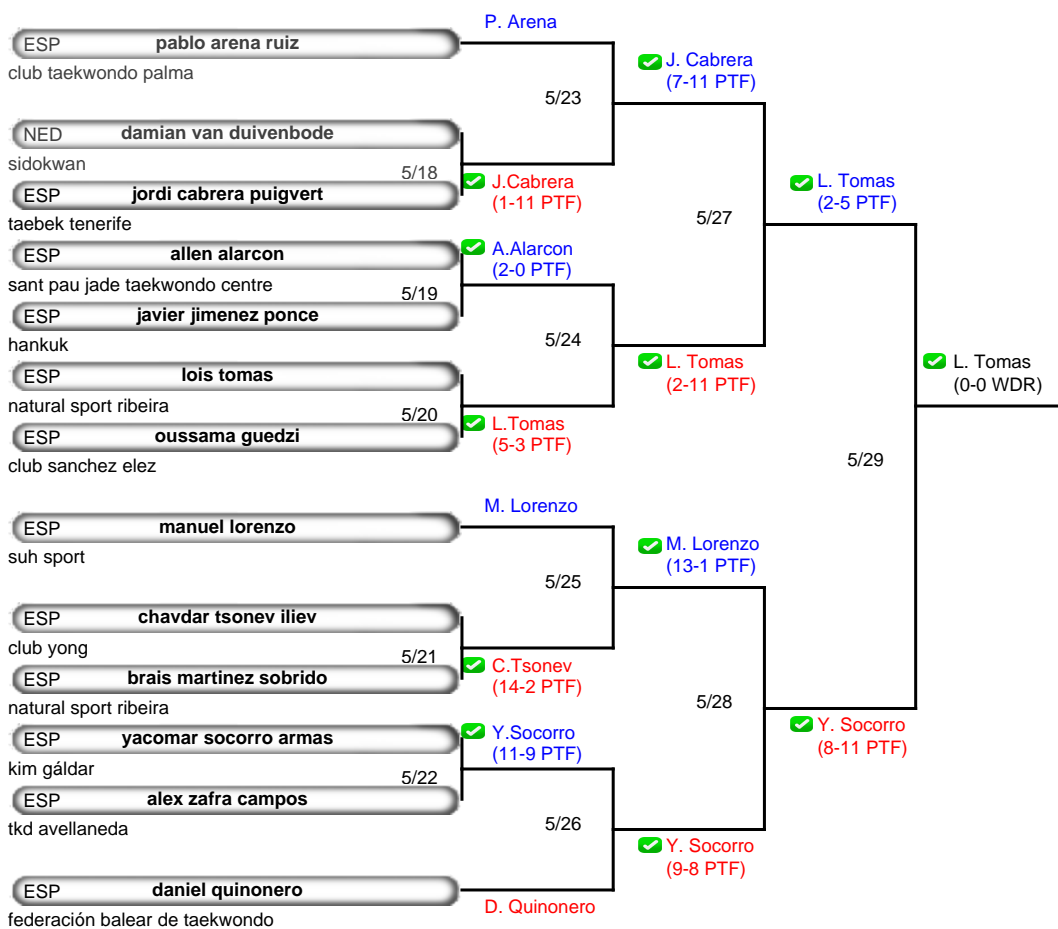 P. Arena
ESP pablo arena ruiz
club taekwondo palma
J. Cabrera
(7-11 PTF)
5/23
NED damian van duivenbode
sidokwan
5/18
J.Cabrera
(1-11 PTF)
ESP jordi cabrera puigvert
taebek tenerife
L. Tomas
(2-5 PTF)
5/27
ESP allen alarcon
A.Alarcon
(2-0 PTF)
sant pau jade taekwondo centre
5/19
ESP javier jimenez ponce
hankuk
5/24
L. Tomas
(2-11 PTF)
L. Tomas
(0-0 WDR)
ESP lois tomas
natural sport ribeira
5/20
L.Tomas
(5-3 PTF)
ESP oussama guedzi
club sanchez elez
5/29
M. Lorenzo
ESP manuel lorenzo
suh sport
M. Lorenzo
(13-1 PTF)
5/25
ESP chavdar tsonev iliev
club yong
5/21
C.Tsonev
(14-2 PTF)
ESP brais martinez sobrido
natural sport ribeira
5/28
Y. Socorro
(8-11 PTF)
ESP yacomar socorro armas
Y.Socorro
(11-9 PTF)
kim gáldar
5/22
ESP alex zafra campos
tkd avellaneda
5/26
Y. Socorro
(9-8 PTF)
ESP daniel quinonero
D. Quinonero
federación balear de taekwondo